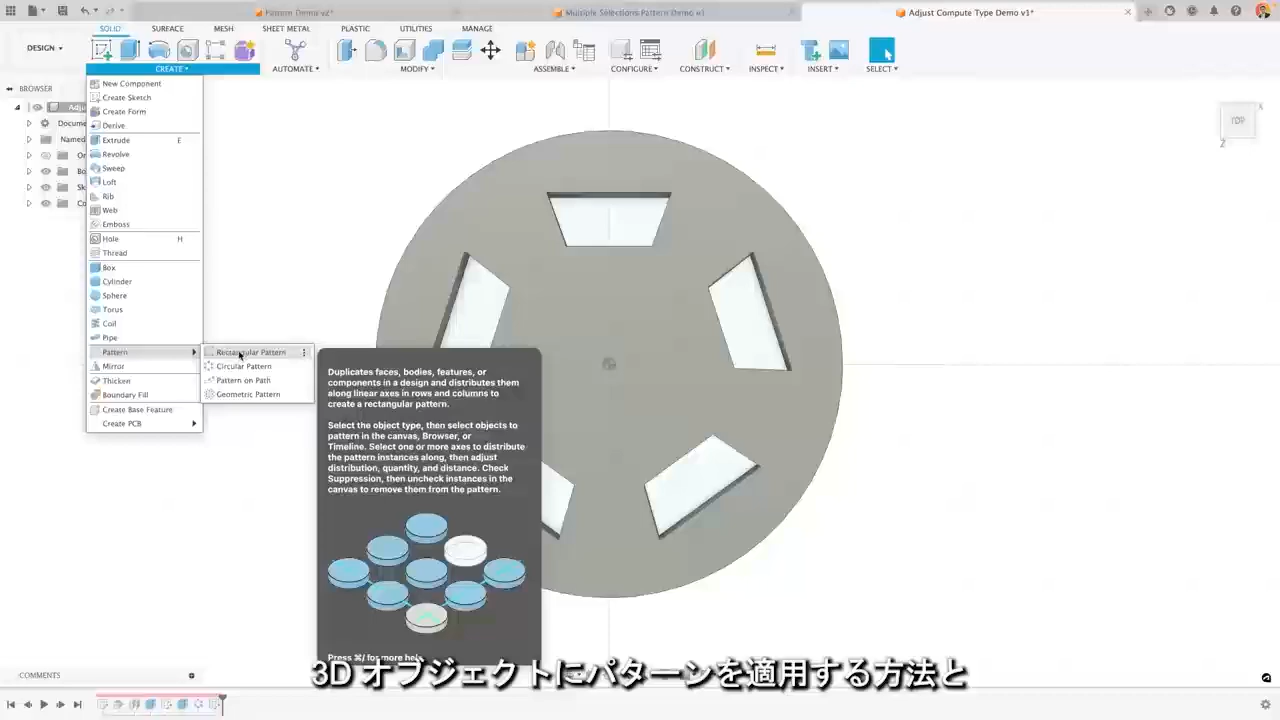 Pattern Demo v2*
Multiple Selections Pattern Demo v1
Adjust Compute Type Demo v1*
SOLID
SURFACE
MESH
SHEET METAL
PLASTIC
UTILITIES
MANAGE
DESIGN
CREATE
AUTOMATE
MODIFY
ASSEMBLE
CONFIGURE
CONSTRUCT
INSPECT
INSERT
SELECT
BROWSER
New Component
Create Sketch
Create Form
Derive
Extrude E
Revolve
Sweep
Loft
Rib
Web
Emboss
Hole H
Thread
Box
Cylinder
Sphere
Torus
Coil
Pipe
Pattern
Mirror
Thicken
Boundary Fill
Create Base Feature
Create PCB
Rectangular Pattern
Circular Pattern
Pattern on Path
Geometric Pattern
Duplicates faces, bodies, features, or
components in a design and distributes them
along linear axes in rows and columns to
create a rectangular pattern.
Select the object type, then select objects to
pattern in the canvas, Browser, or
Timeline. Select one or more axes to distribute
the pattern instances along, then adjust
distribution, quantity, and distance. Check
Suppression, then uncheck instances in the
canvas to remove them from the pattern.
Press ⌘/ for more help.
TOP
X
Z
COMMENTS
3D オブジェクトにパターンを適用する方法と